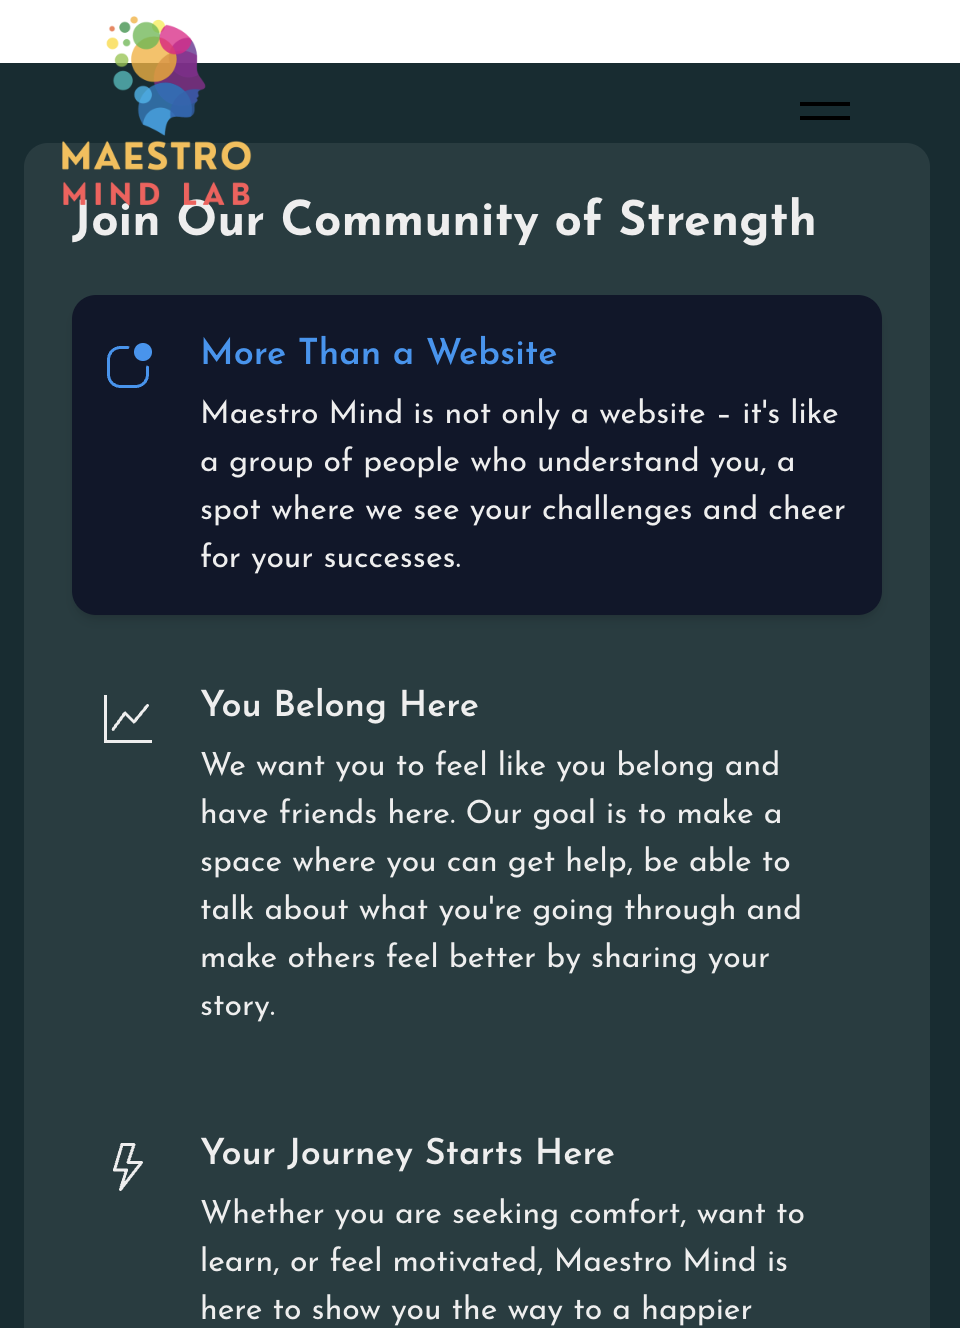 MAESTRO
MIND LAB
Join Our Community of Strength
More Than a Website
Maestro Mind is not only a website – it's like
a group of people who understand you, a
spot where we see your challenges and cheer
for your successes.
You Belong Here
We want you to feel like you belong and
have friends here. Our goal is to make a
space where you can get help, be able to
talk about what you're going through and
make others feel better by sharing your
story.
Your Journey Starts Here
Whether you are seeking comfort, want to
learn, or feel motivated, Maestro Mind is
here to show you the way to a happier